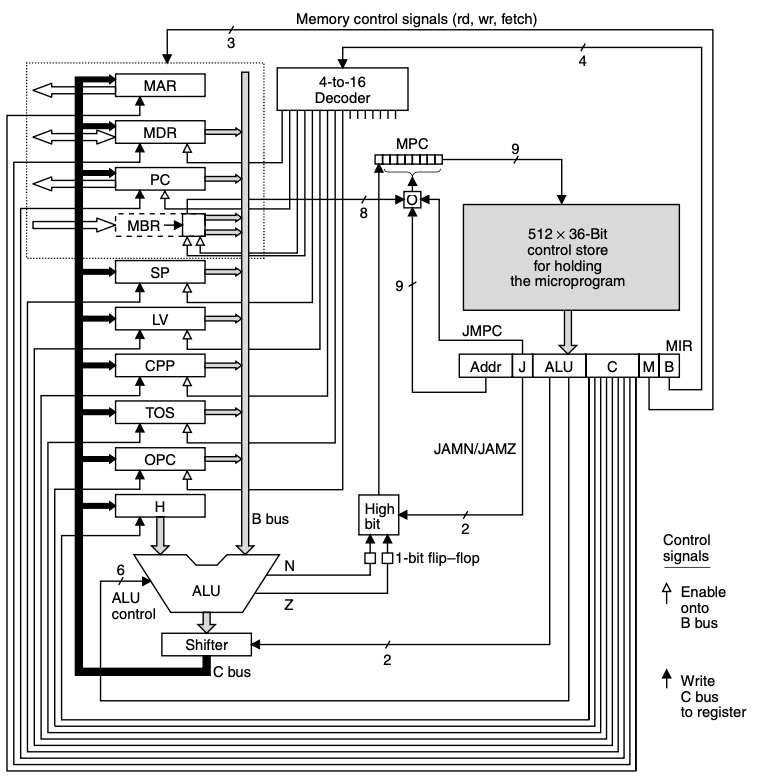 Memory control signals (rd, wr, fetch)
3
4
MAR
4-to-16
Decoder
MDR
MPC
9
PC
8
O
MBR
512 × 36-Bit
control store
for holding
the microprogram
SP
9
LV
JMPC
MIR
CPP
Addr J ALU C M B
TOS
JAMN/JAMZ
OPC
H
High
bit
2
B bus
Control
signals
N
1-bit flip–flop
6
ALU
control
ALU
Z
Enable
onto
B bus
Shifter
2
C bus
Write
C bus
to register